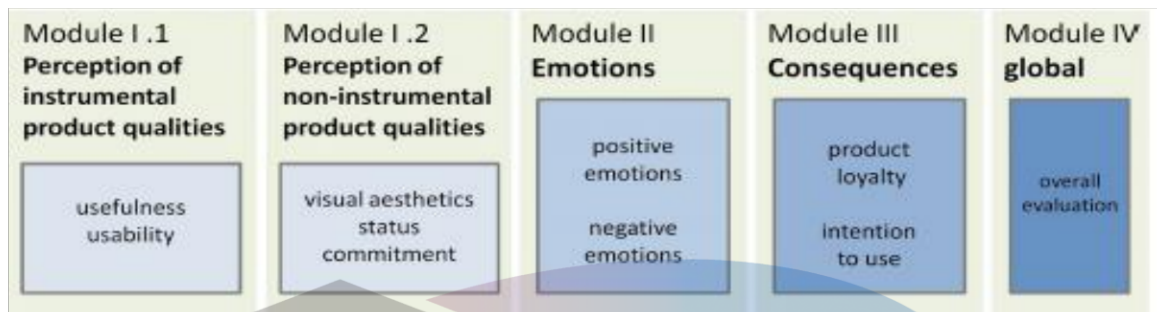 Module I .1
Perception of
instrumental
product qualities
usefulness
usability
Module I .2
Perception of
non-instrumental
product qualities
visual aesthetics
status
commitment
Module II
Emotions
positive
emotions
negative
emotions
Module III
Consequences
product
loyalty
intention
to use
Module IV
global
overall
evaluation